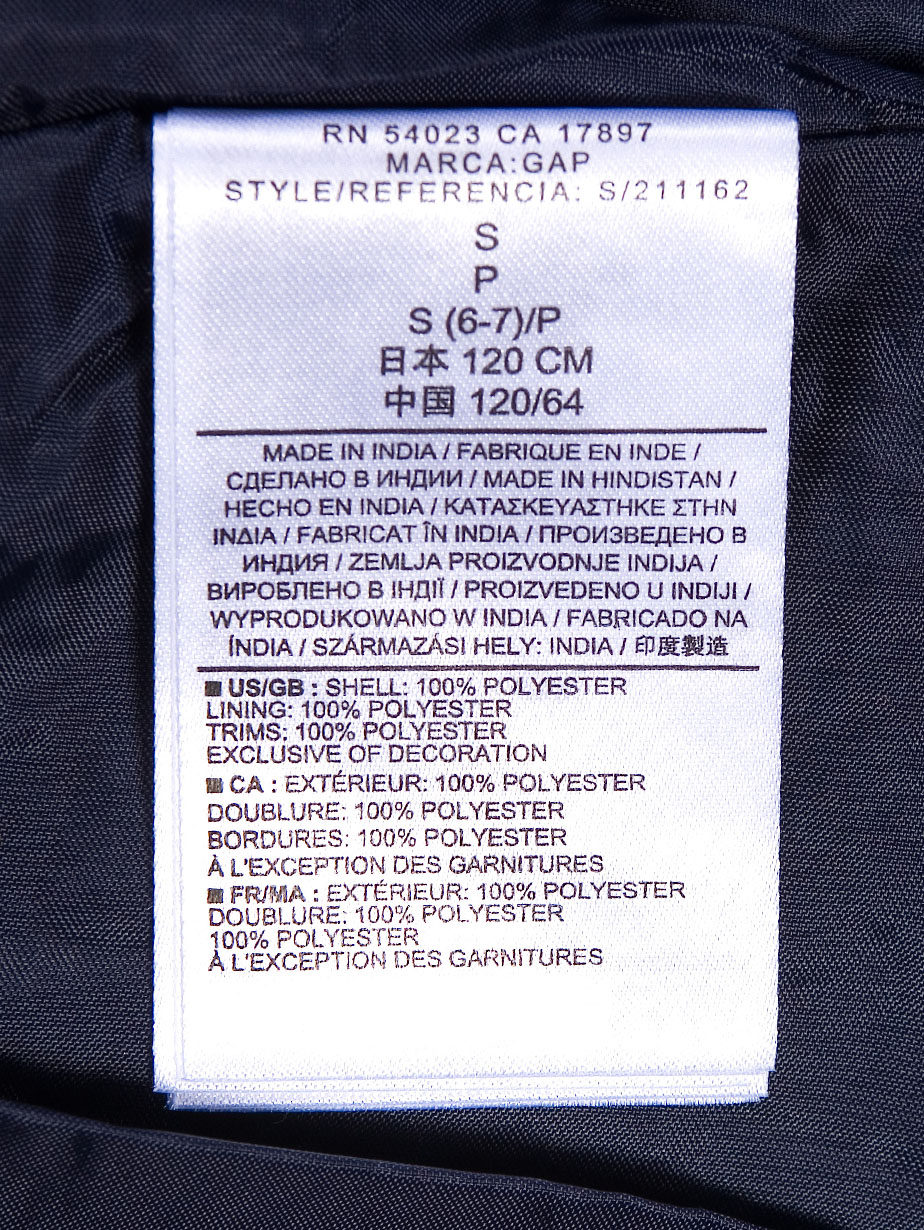 RN 54023 CA 17897
MARCA:GAP
STYLE/REFERENCIA: S/211162
S
P
S (6-7)/P
日本 120 CM
中国 120/64
MADE IN INDIA / FABRIQUE EN INDE /
СДЕЛАНО В ИНДИИ / MADE IN HINDISTAN /
HECHO EN INDIA / ΚΑΤΑΣΚΕΥΑΣΤΗΚΕ ΣΤΗΝ
ΙΝΔΙΑ / FABRICAT ÎN INDIA / ПРОИЗВЕДЕНО В
ИНДИЯ / ZEMLJA PROIZVODNJE INDIJA /
ВИРОБЛЕНО В ІНДІЇ / PROIZVEDENO U INDIJI /
WYPRODUKOWANO W INDIA / FABRICADO NA
ÍNDIA / SZÁRMAZÁSI HELY: INDIA / 印度製造
■ US/GB : SHELL: 100% POLYESTER
LINING: 100% POLYESTER
TRIMS: 100% POLYESTER
EXCLUSIVE OF DECORATION
■ CA : EXTÉRIEUR: 100% POLYESTER
DOUBLURE: 100% POLYESTER
BORDURES: 100% POLYESTER
À L'EXCEPTION DES GARNITURES
■ FR/MA : EXTÉRIEUR: 100% POLYESTER
DOUBLURE: 100% POLYESTER
100% POLYESTER
À L'EXCEPTION DES GARNITURES